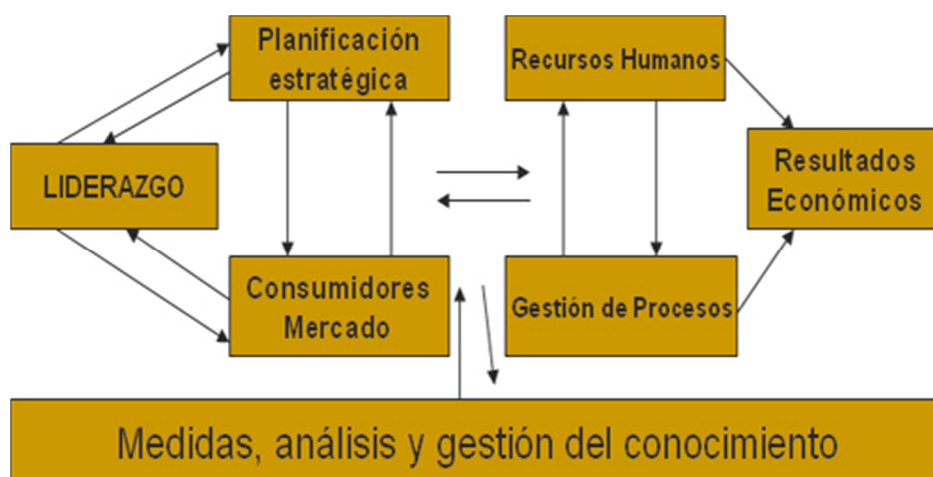 Planificación
estratégica
Recursos Humanos
LIDERAZGO
Resultados
Económicos
Consumidores
Mercado
Gestión de Procesos
Medidas, análisis y gestión del conocimiento